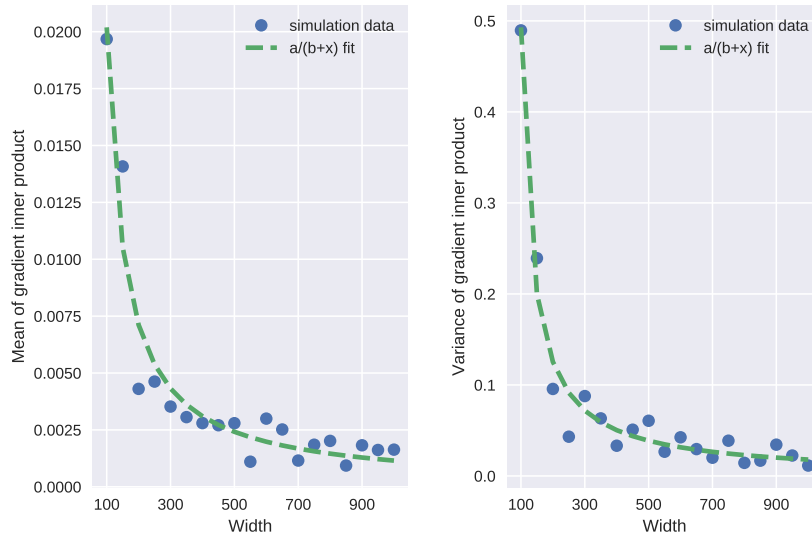 Mean of gradient inner product
0.0200
0.0175
0.0150
0.0125
0.0100
0.0075
0.0050
0.0025
0.0000
simulation data
a/(b+x) fit
100 300 500 700 900
Width
Variance of gradient inner product
0.5
0.4
0.3
0.2
0.1
0.0
simulation data
a/(b+x) fit
100 300 500 700 900
Width